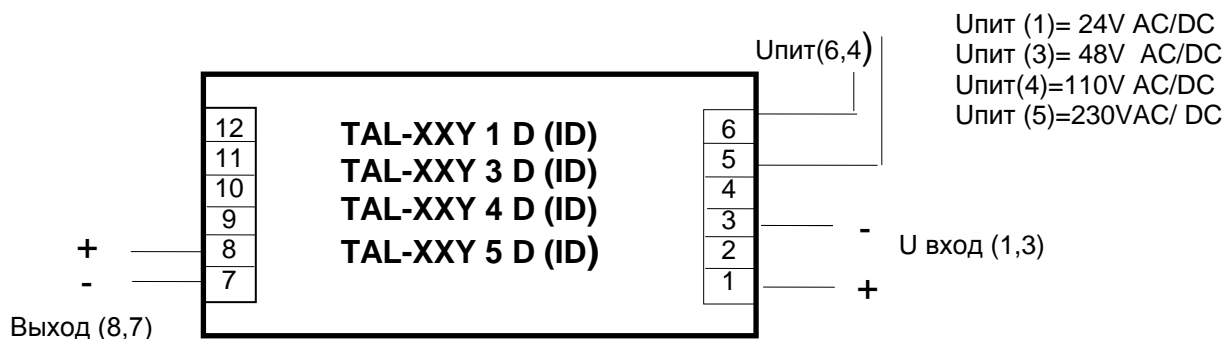 Uпит (1)= 24V AC/DC
Uпит (3)= 48V AC/DC
Uпит(4)=110V AC/DC
Uпит (5)=230VAC/ DC
Uпит(6,4)
12
11
10
9
8
7
TAL-XXY 1 D (ID)
TAL-XXY 3 D (ID)
TAL-XXY 4 D (ID)
TAL-XXY 5 D (ID)
6
5
4
3
2
1
+
-
Выход (8,7)
-
U вход (1,3)
+